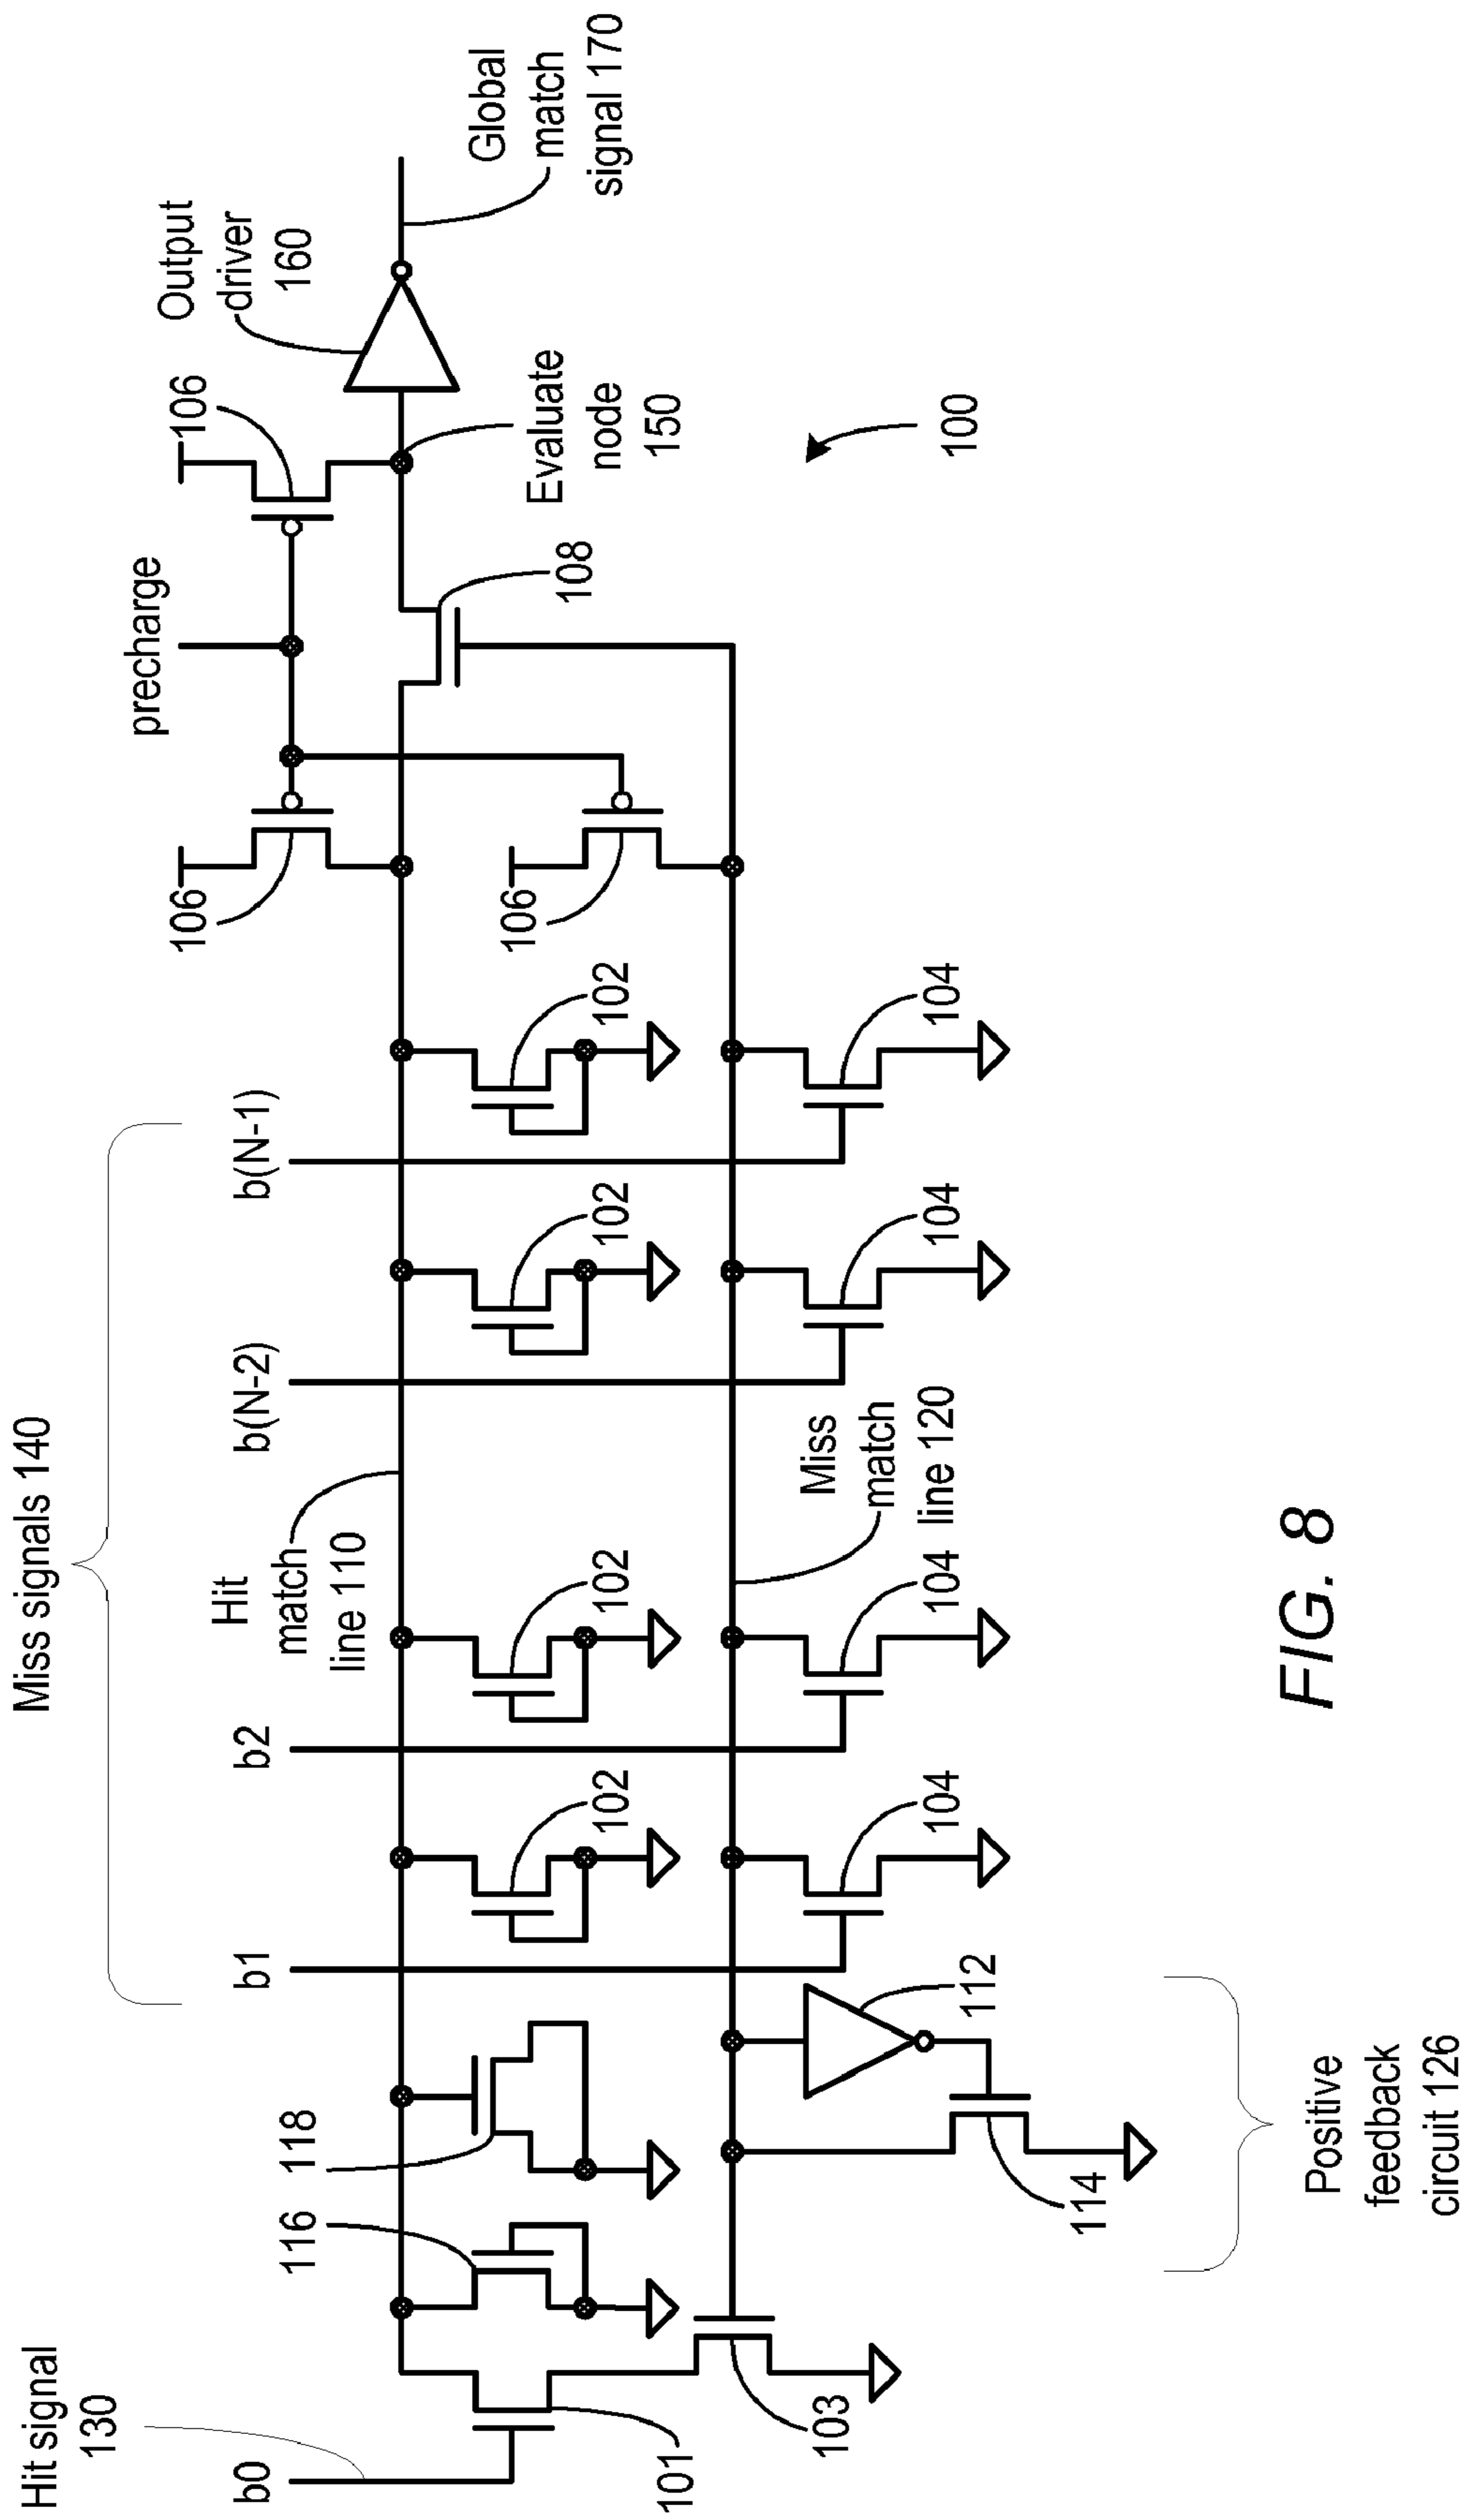 Miss signals 140
Hit signal
130
b0
b1
b2
b(N-2)
b(N-1)
precharge
Output
driver
160
Global
match
signal 170
116
118
Hit
match
line 110
106
106
106
108
Evaluate
node
150
101
102
102
102
102
103
Miss
match
line 120
104
104
104
104
112
114
100
Positive
feedback
circuit 126
FIG. 8